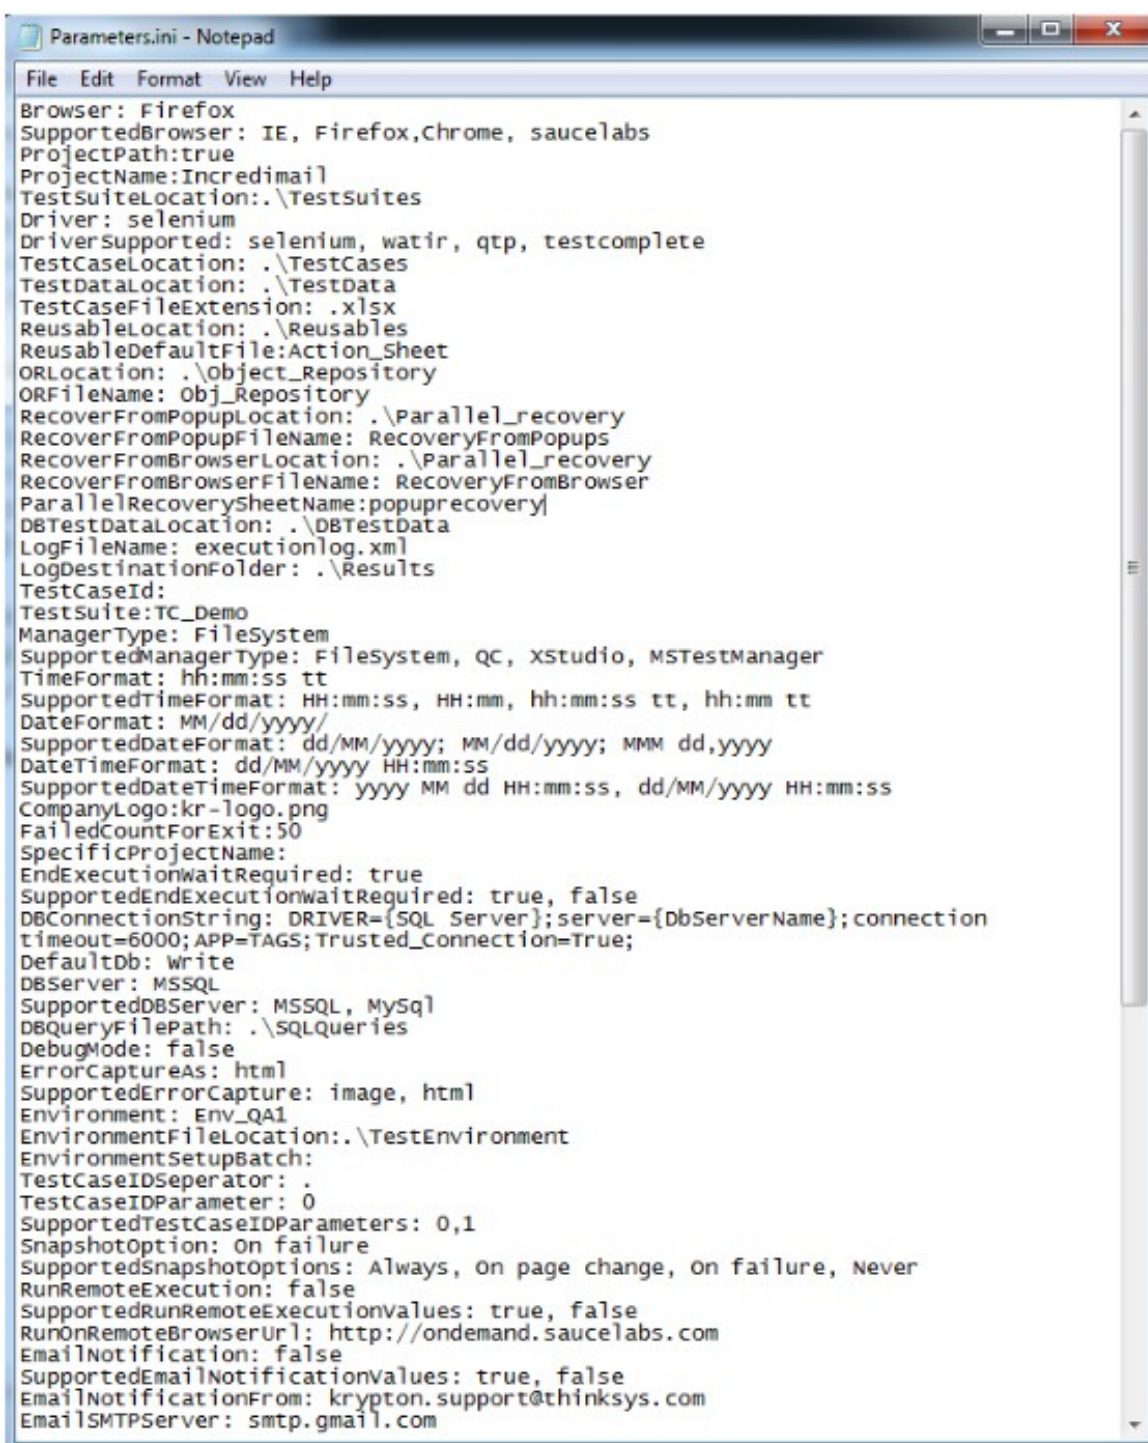 Parameters.ini - Notepad
File Edit Format View Help
Browser: Firefox
SupportedBrowser: IE, Firefox,Chrome, saucelabs
ProjectPath:true
ProjectName:Incredimail
TestSuiteLocation:.\TestSuites
Driver: selenium
DriverSupported: selenium, watir, qtp, testcomplete
TestCaseLocation: .\TestCases
TestDataLocation: .\TestData
TestCaseFileExtension: .xlsx
ReusableLocation: .\Reusables
ReusableDefaultFile:Action_Sheet
ORLocation: .\Object_Repository
ORFileName: Obj_Repository
RecoverFromPopupLocation: .\Parallel_recovery
RecoverFromPopupFileName: RecoveryFromPopups
RecoverFromBrowserLocation: .\Parallel_recovery
RecoverFromBrowserFileName: RecoveryFromBrowser
ParallelRecoverySheetName:popuprecovery
DBTestDataLocation: .\DBTestData
LogFileName: executionlog.xml
LogDestinationFolder: .\Results
TestCaseId:
TestSuite:TC_Demo
ManagerType: FileSystem
SupportedManagerType: FileSystem, QC, XStudio, MSTestManager
TimeFormat: hh:mm:ss tt
SupportedTimeFormat: HH:mm:ss, HH:mm, hh:mm:ss tt, hh:mm tt
DateFormat: MM/dd/yyyy/
SupportedDateFormat: dd/MM/yyyy; MM/dd/yyyy; MMM dd,yyyy
DateTimeFormat: dd/MM/yyyy HH:mm:ss
SupportedDateTimeFormat: yyyy MM dd HH:mm:ss, dd/MM/yyyy HH:mm:ss
CompanyLogo:kr-logo.png
FailedCountForExit:50
SpecificProjectName:
EndExecutionWaitRequired: true
SupportedEndExecutionWaitRequired: true, false
DBConnectionString: DRIVER={SQL Server};server={DbServerName};connection
timeout=6000;APP=TAGS;Trusted_Connection=True;
DefaultDb: Write
DBServer: MSSQL
SupportedDBServer: MSSQL, MySql
DBQueryFilePath: .\SQLQueries
DebugMode: false
ErrorCaptureAs: html
SupportedErrorCapture: image, html
Environment: Env_QA1
EnvironmentFileLocation:.\TestEnvironment
EnvironmentSetupBatch:
TestCaseIDSeperator: .
TestCaseIDParameter: 0
SupportedTestCaseIDParameters: 0,1
SnapshotOption: On failure
SupportedSnapshotOptions: Always, On page change, On failure, Never
RunRemoteExecution: false
SupportedRunRemoteExecutionValues: true, false
RunOnRemoteBrowserUrl: http://ondemand.saucelabs.com
EmailNotification: false
SupportedEmailNotificationValues: true, false
EmailNotificationFrom: krypton.support@thinksys.com
EmailSMTPServer: smtp.gmail.com